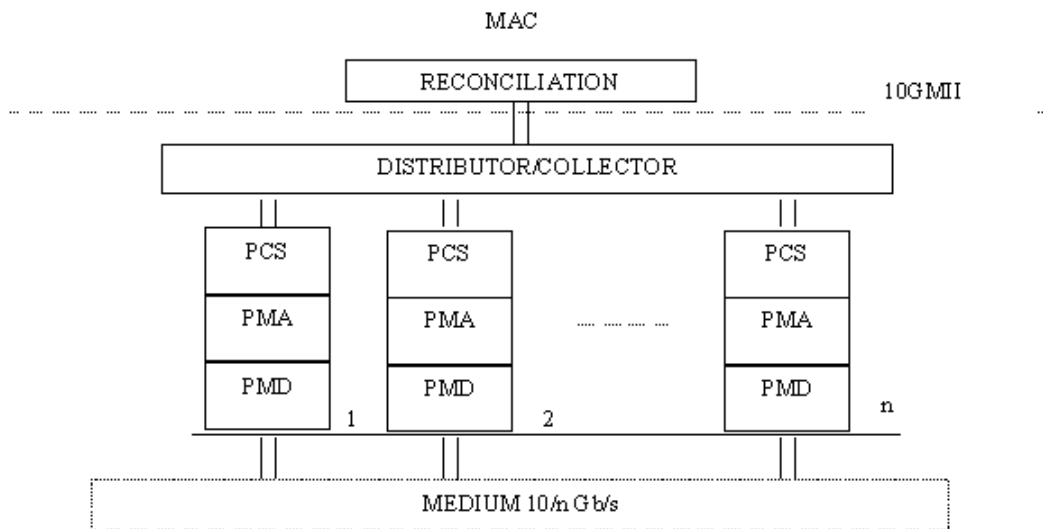 MAC
RECONCILIATION
10GMII
DISTRIBUTOR/COLLECTOR
PCS PCS PCS
PMA PMA PMA
PMD PMD PMD
1 2 n
MEDIUM 10/n Gb/s